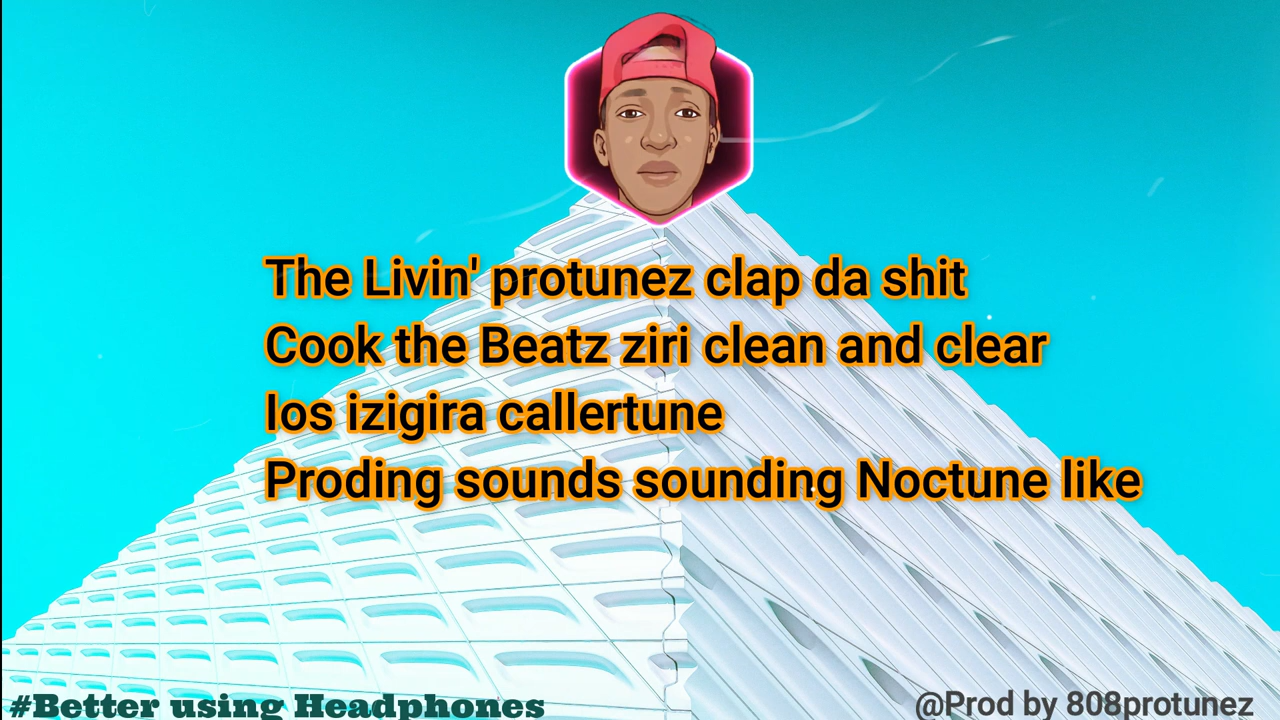 The Livin' protunez clap da shit
Cook the Beatz ziri clean and clear
Ios izigira callertune
Proding sounds sounding Noctune like
#Better using Headphones
@Prod by 808protunez